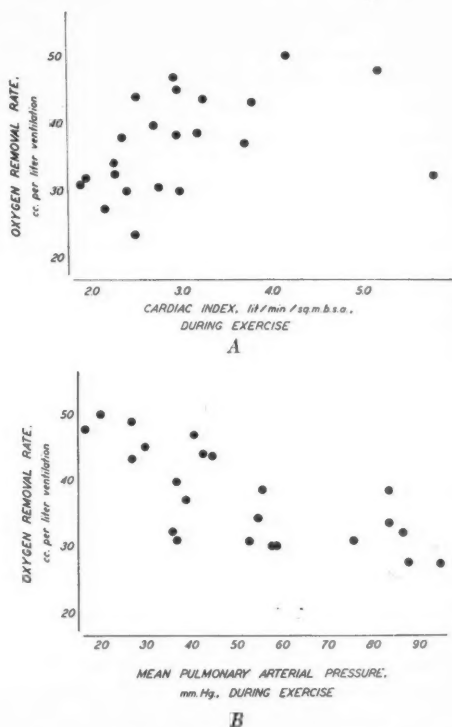 OXYGEN REMOVAL RATE,
cc. per liter ventilation
50
40
30
20
2.0 3.0 4.0 5.0
CARDIAC INDEX, lit/min/sq.m.b.s.a.,
DURING EXERCISE
A
OXYGEN REMOVAL RATE,
cc. per liter ventilation
50
40
30
20
20 30 40 50 60 70 80 90
MEAN PULMONARY ARTERIAL PRESSURE,
mm.Hg., DURING EXERCISE
B